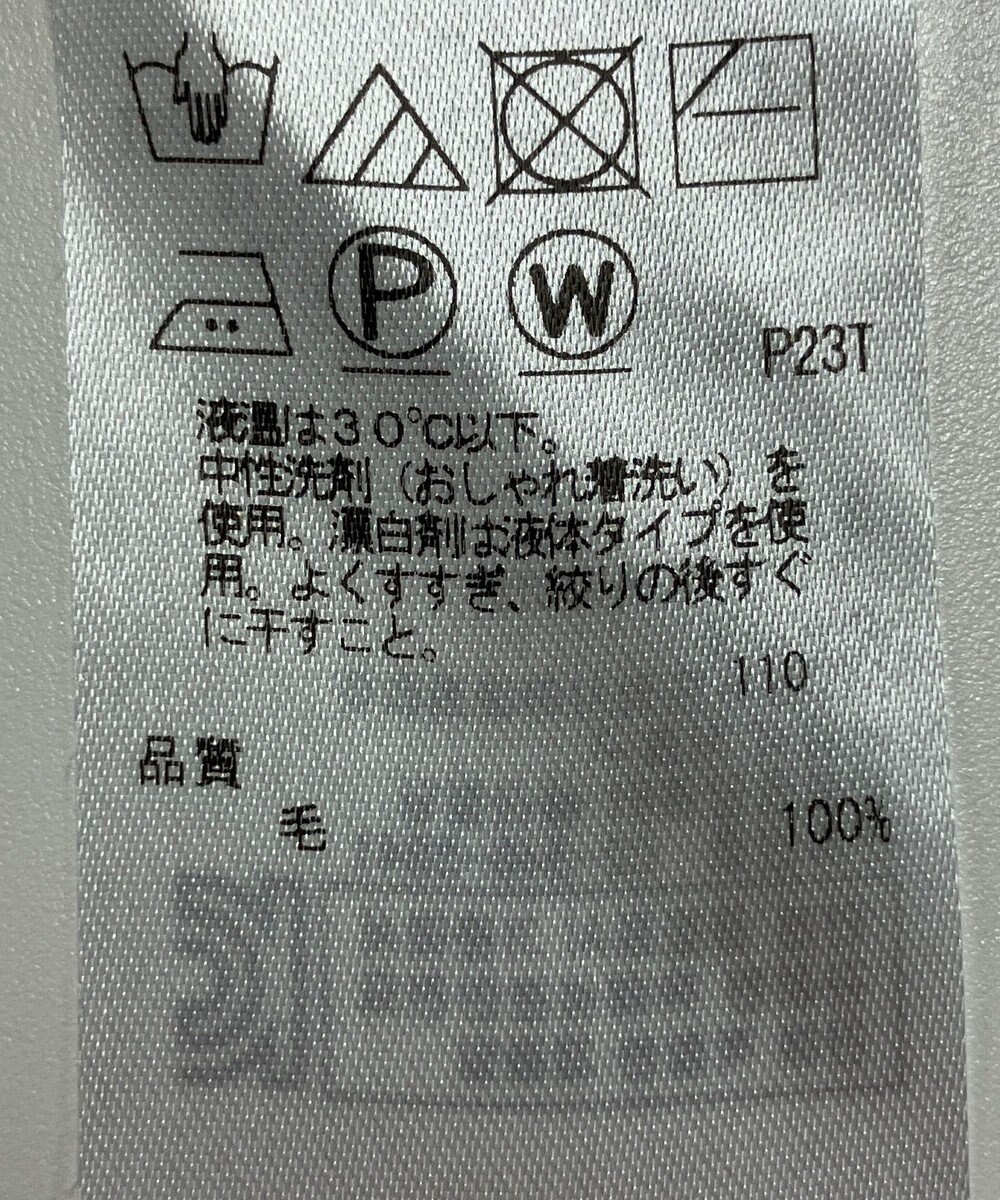 P
W
P23T
液温は30℃以下。
中性洗剤（おしゃれ着洗い）を
使用。漂白剤は液体タイプを使
用。よくすすぎ、絞りの後すぐ
に干すこと。
110
品質
毛 100%